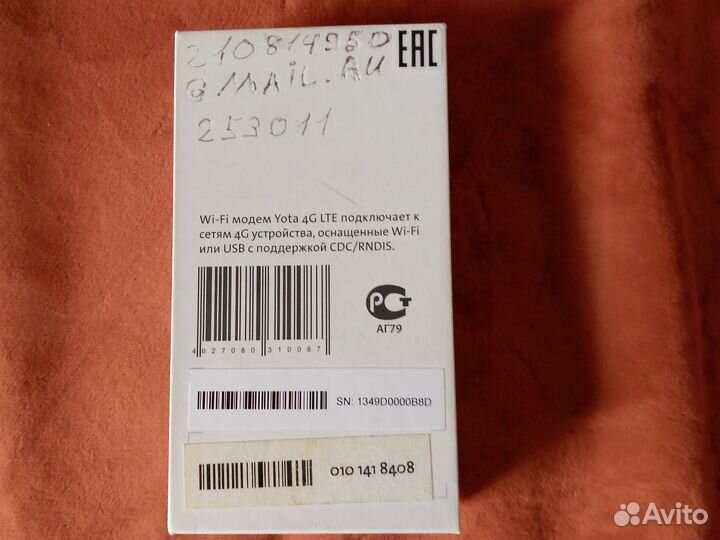 210814950
EAC
@MAIL.RU
253011
Wi-Fi модем Yota 4G LTE подключает к
сетям 4G устройства, оснащенные Wi-Fi
или USB с поддержкой CDC/RNDIS.
4 627080 310087
РСТ
АГ79
SN: 1349D0000B8D
010 141 8408
Avito